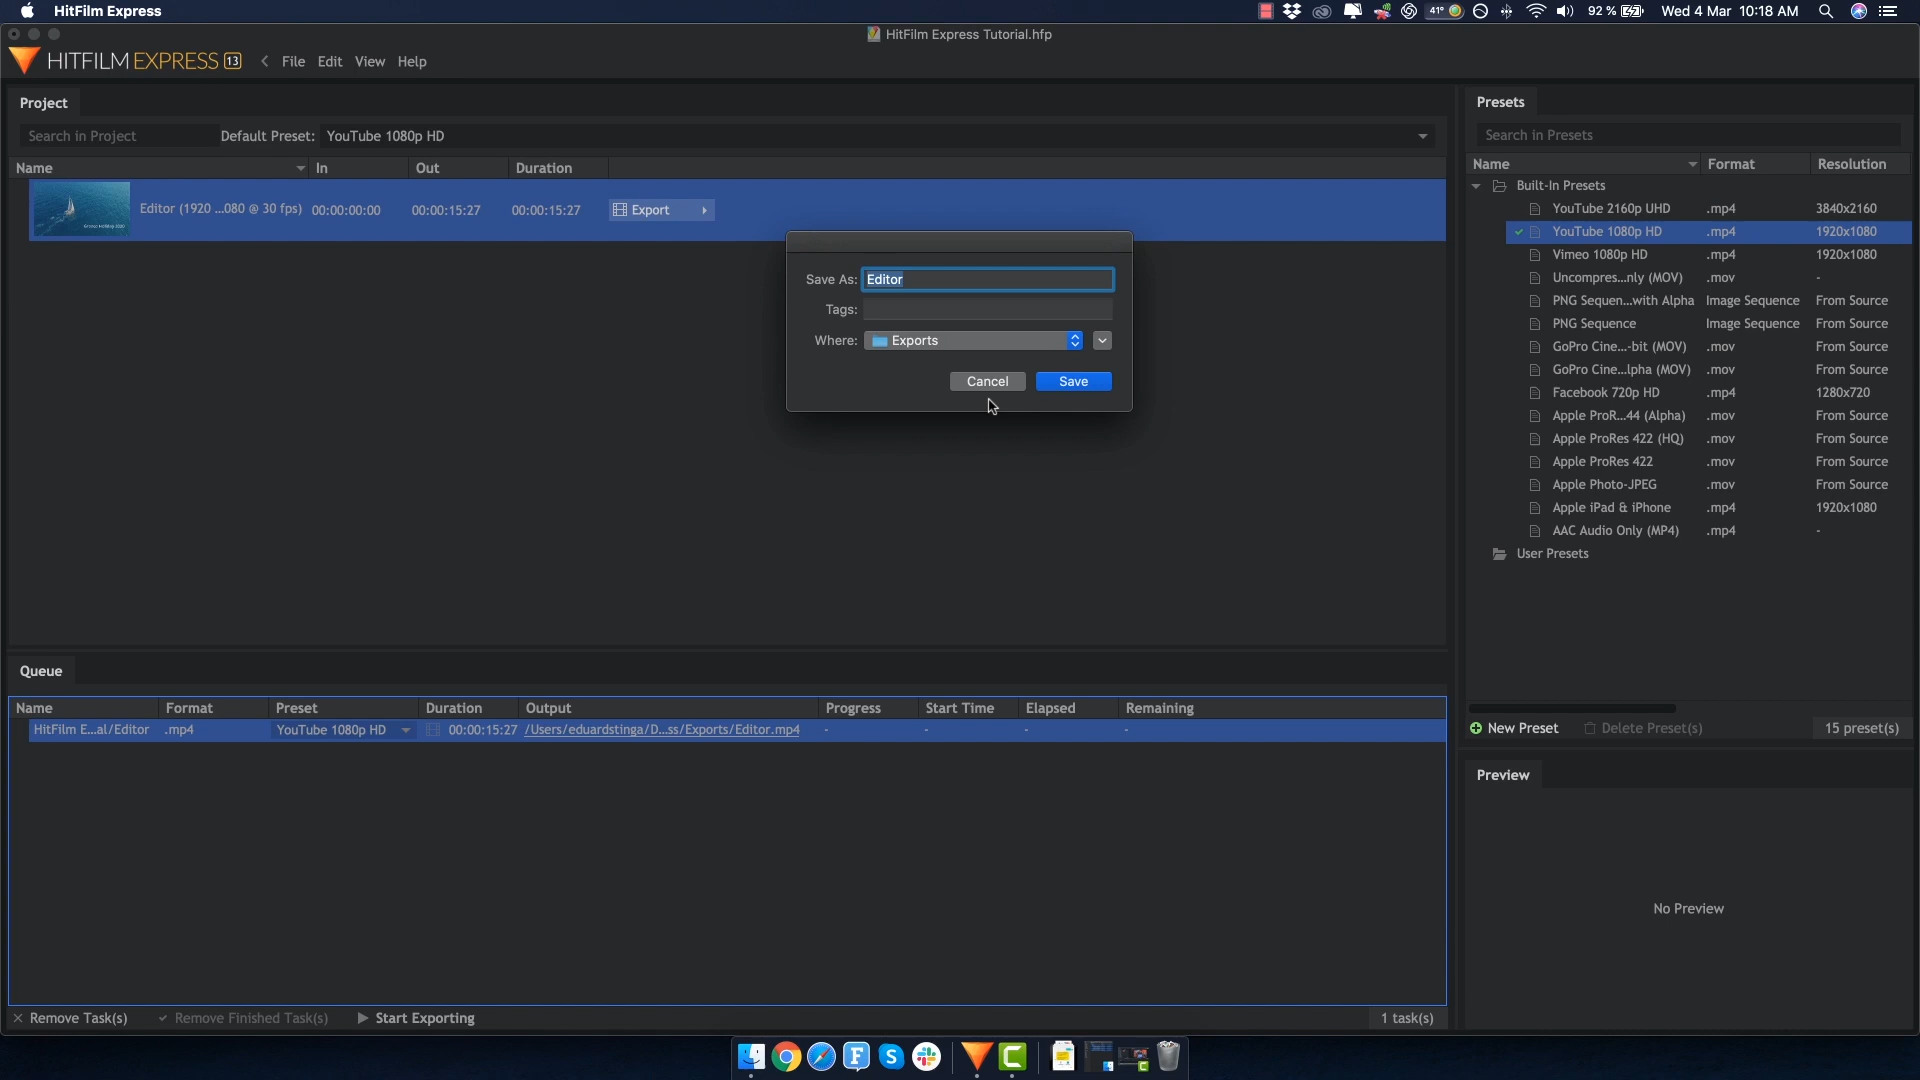 HitFilm Express
41°
92 %
Wed 4 Mar 10:18 AM
HitFilm Express Tutorial.hfp
HITFILM EXPRESS 13
File Edit View Help
Project
Search in Project
Default Preset: YouTube 1080p HD
Name In Out Duration
Editor (1920 ...080 @ 30 fps) 00:00:00:00 00:00:15:27 00:00:15:27 Export
Save As: Editor
Tags:
Where: Exports
Cancel Save
Presets
Search in Presets
Name Format Resolution
Built-In Presets
YouTube 2160p UHD .mp4 3840x2160
YouTube 1080p HD .mp4 1920x1080
Vimeo 1080p HD .mp4 1920x1080
Uncompres...nly (MOV) .mov -
PNG Sequen...with Alpha Image Sequence From Source
PNG Sequence Image Sequence From Source
GoPro Cine...-bit (MOV) .mov From Source
GoPro Cine...lpha (MOV) .mov From Source
Facebook 720p HD .mp4 1280x720
Apple ProR...44 (Alpha) .mov From Source
Apple ProRes 422 (HQ) .mov From Source
Apple ProRes 422 .mov From Source
Apple Photo-JPEG .mov From Source
Apple iPad & iPhone .mp4 1920x1080
AAC Audio Only (MP4) .mp4 -
User Presets
New Preset Delete Preset(s) 15 preset(s)
Preview
No Preview
Queue
Name Format Preset Duration Output Progress Start Time Elapsed Remaining
HitFilm E...al/Editor .mp4 YouTube 1080p HD 00:00:15:27 /Users/eduardstinga/D...ss/Exports/Editor.mp4 - - - -
Remove Task(s) Remove Finished Task(s) Start Exporting 1 task(s)